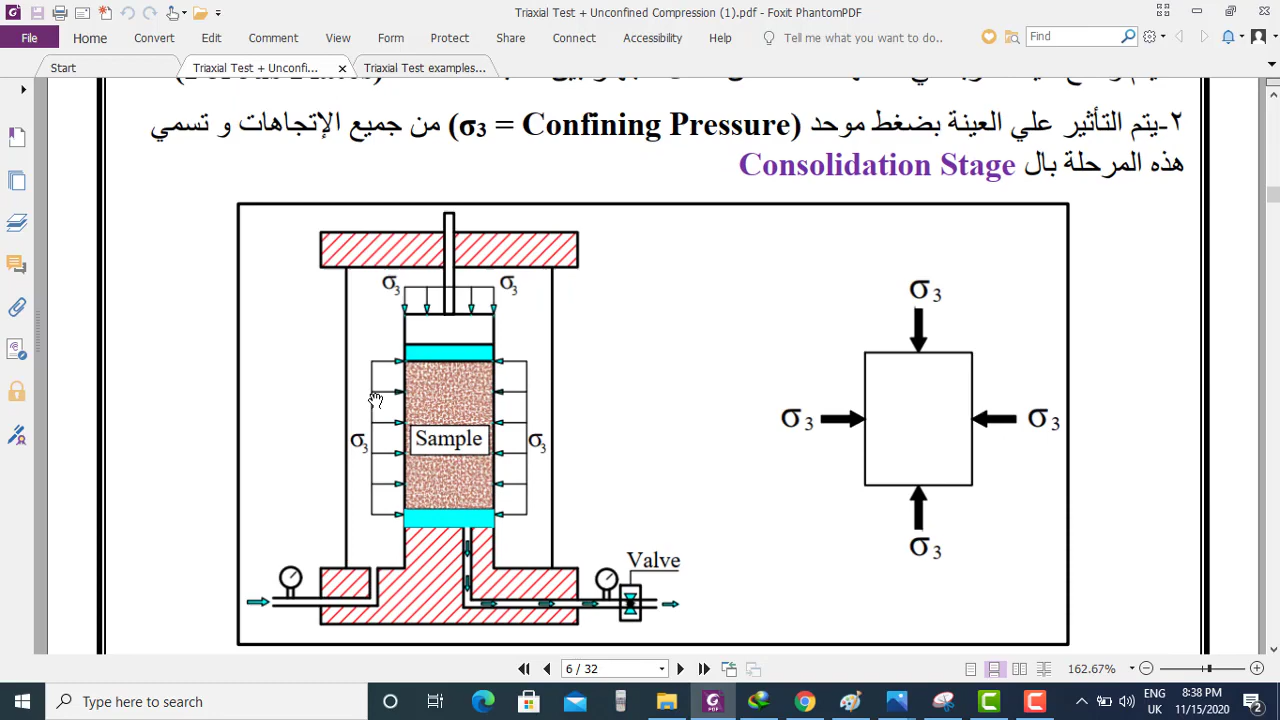 Triaxial Test + Unconfined Compression (1).pdf - Foxit PhantomPDF
File Home Convert Edit Comment View Form Protect Share Connect Accessibility Help Tell me what you want to do.. Find
Start Triaxial Test + Unconfi... Triaxial Test examples...
٢-يتم التأثير علي العينة بضغط موحد (σ3 = Confining Pressure) من جميع الإتجاهات و تسمي
هذه المرحلة بال Consolidation Stage
σ3 σ3
σ3
σ3 Sample σ3
σ3 σ3
σ3
Valve
6 / 32 162.67%
Type here to search
ENG 8:38 PM
UK 11/15/2020
2